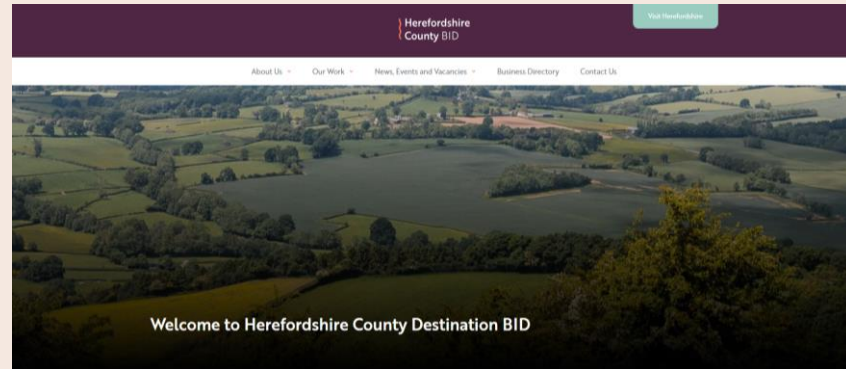 Herefordshire
County BID
Visit Herefordshire
About Us
Our Work
News, Events and Vacancies
Business Directory
Contact Us
Welcome to Herefordshire County Destination BID